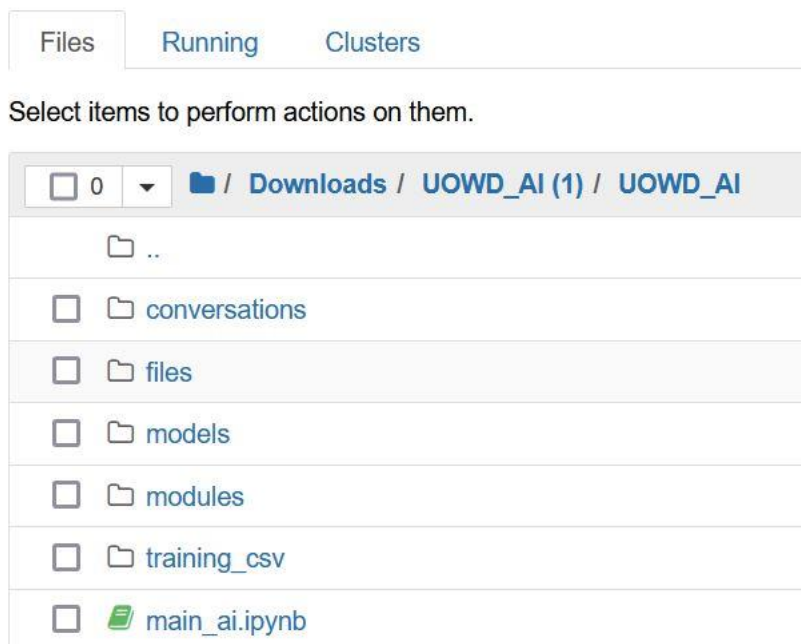 Files Running Clusters
Select items to perform actions on them.
0 / Downloads / UOWD_AI (1) / UOWD_AI
..
conversations
files
models
modules
training_csv
main_ai.ipynb